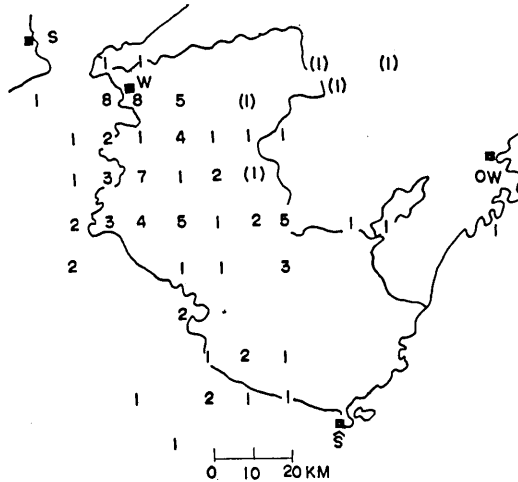 S
1 1 (1) (1)
W (1)
1 8 8 5 (1)
1 2 1 4 1 1 1
OW
1 3 7 1 2 (1)
2 3 4 5 1 2 5 1 1 1
2 1 1 3
2
1 2 1
1 2 1 1
Ŝ
1
0 10 20 KM